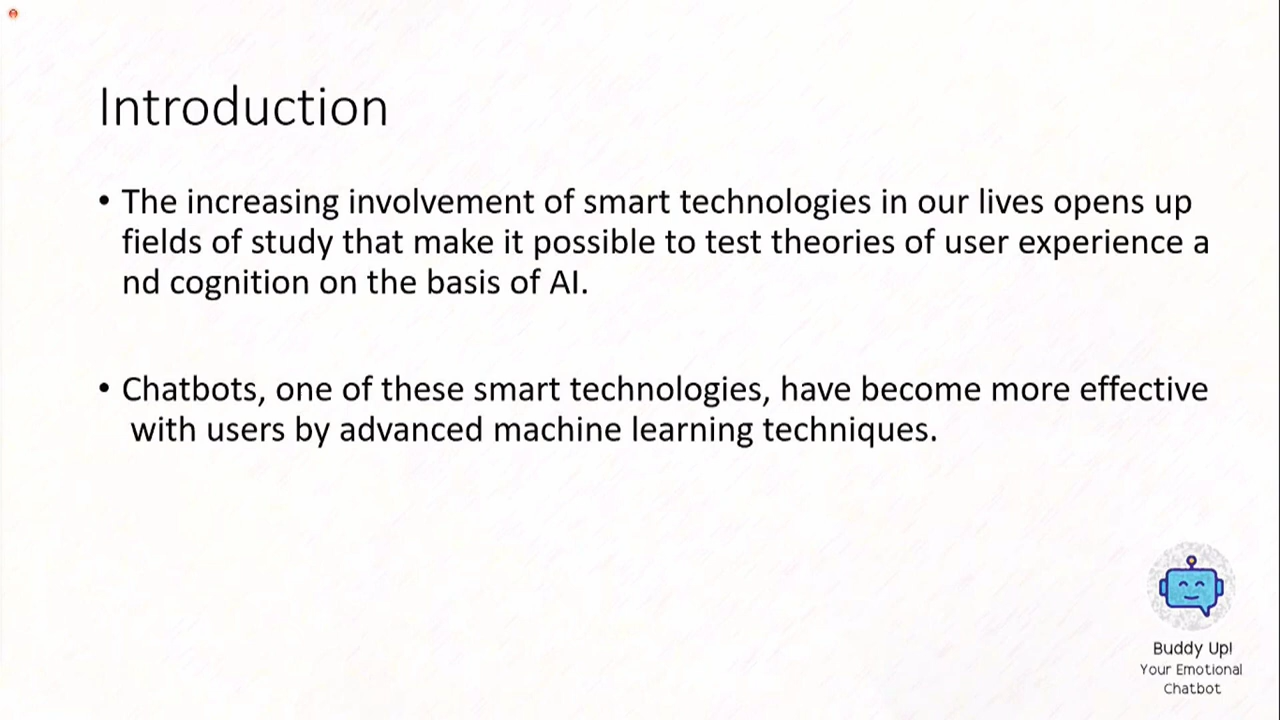 Introduction
• The increasing involvement of smart technologies in our lives opens up
fields of study that make it possible to test theories of user experience a
nd cognition on the basis of AI.
• Chatbots, one of these smart technologies, have become more effective
with users by advanced machine learning techniques.
Buddy Up!
Your Emotional
Chatbot